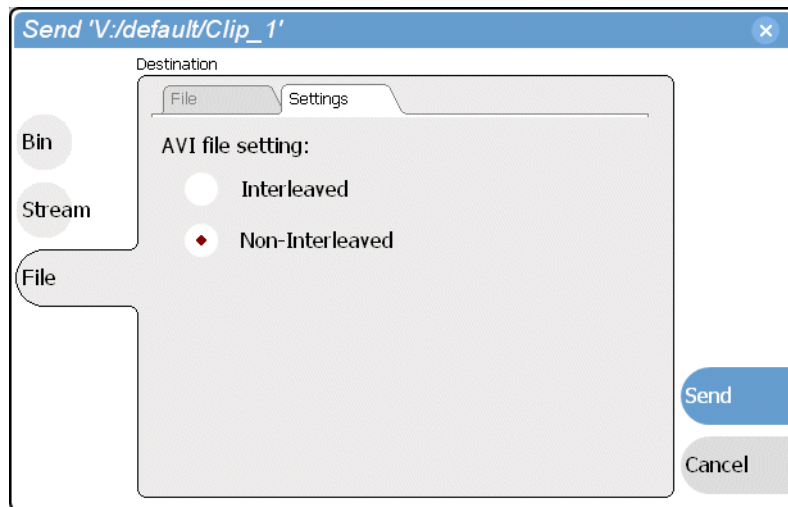 Send 'V:/default/Clip_1'
Destination
File
Settings
Bin
AVI file setting:
Interleaved
Stream
Non-Interleaved
File
Send
Cancel